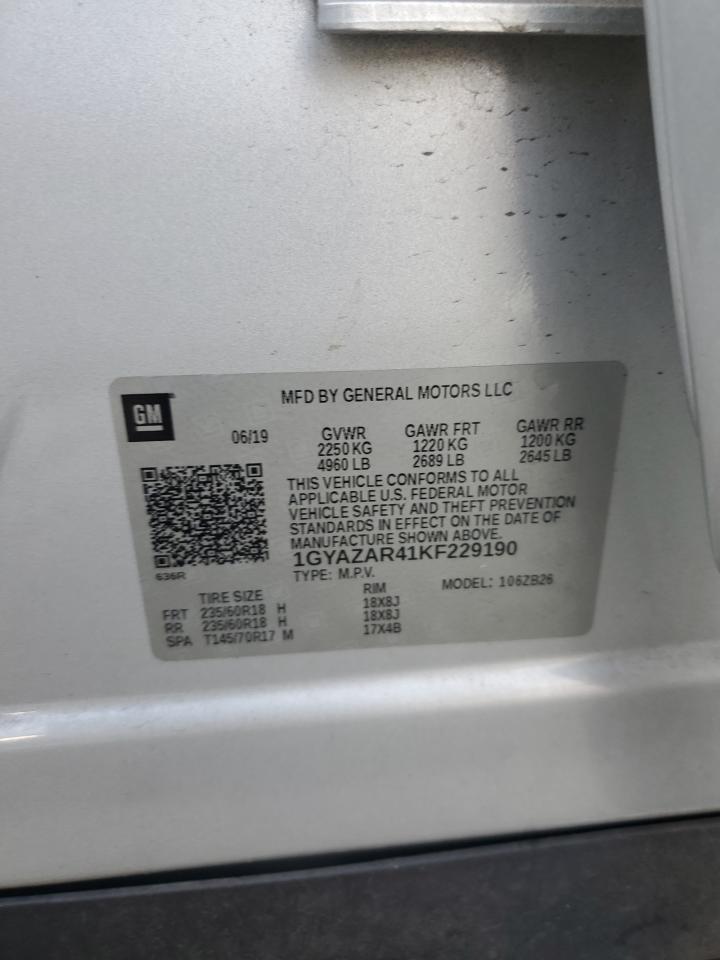 GM
MFD BY GENERAL MOTORS LLC
06/19 GVWR GAWR FRT GAWR RR
2250 KG 1220 KG 1200 KG
4960 LB 2689 LB 2645 LB
THIS VEHICLE CONFORMS TO ALL
APPLICABLE U.S. FEDERAL MOTOR
VEHICLE SAFETY AND THEFT PREVENTION
STANDARDS IN EFFECT ON THE DATE OF
MANUFACTURE SHOWN ABOVE.
1GYAZAR41KF229190
636R
TYPE: M.P.V. MODEL: 106ZB26
TIRE SIZE RIM
FRT 235/60R18 H 18X8J
RR 235/60R18 H 18X8J
SPA T145/70R17 M 17X4B